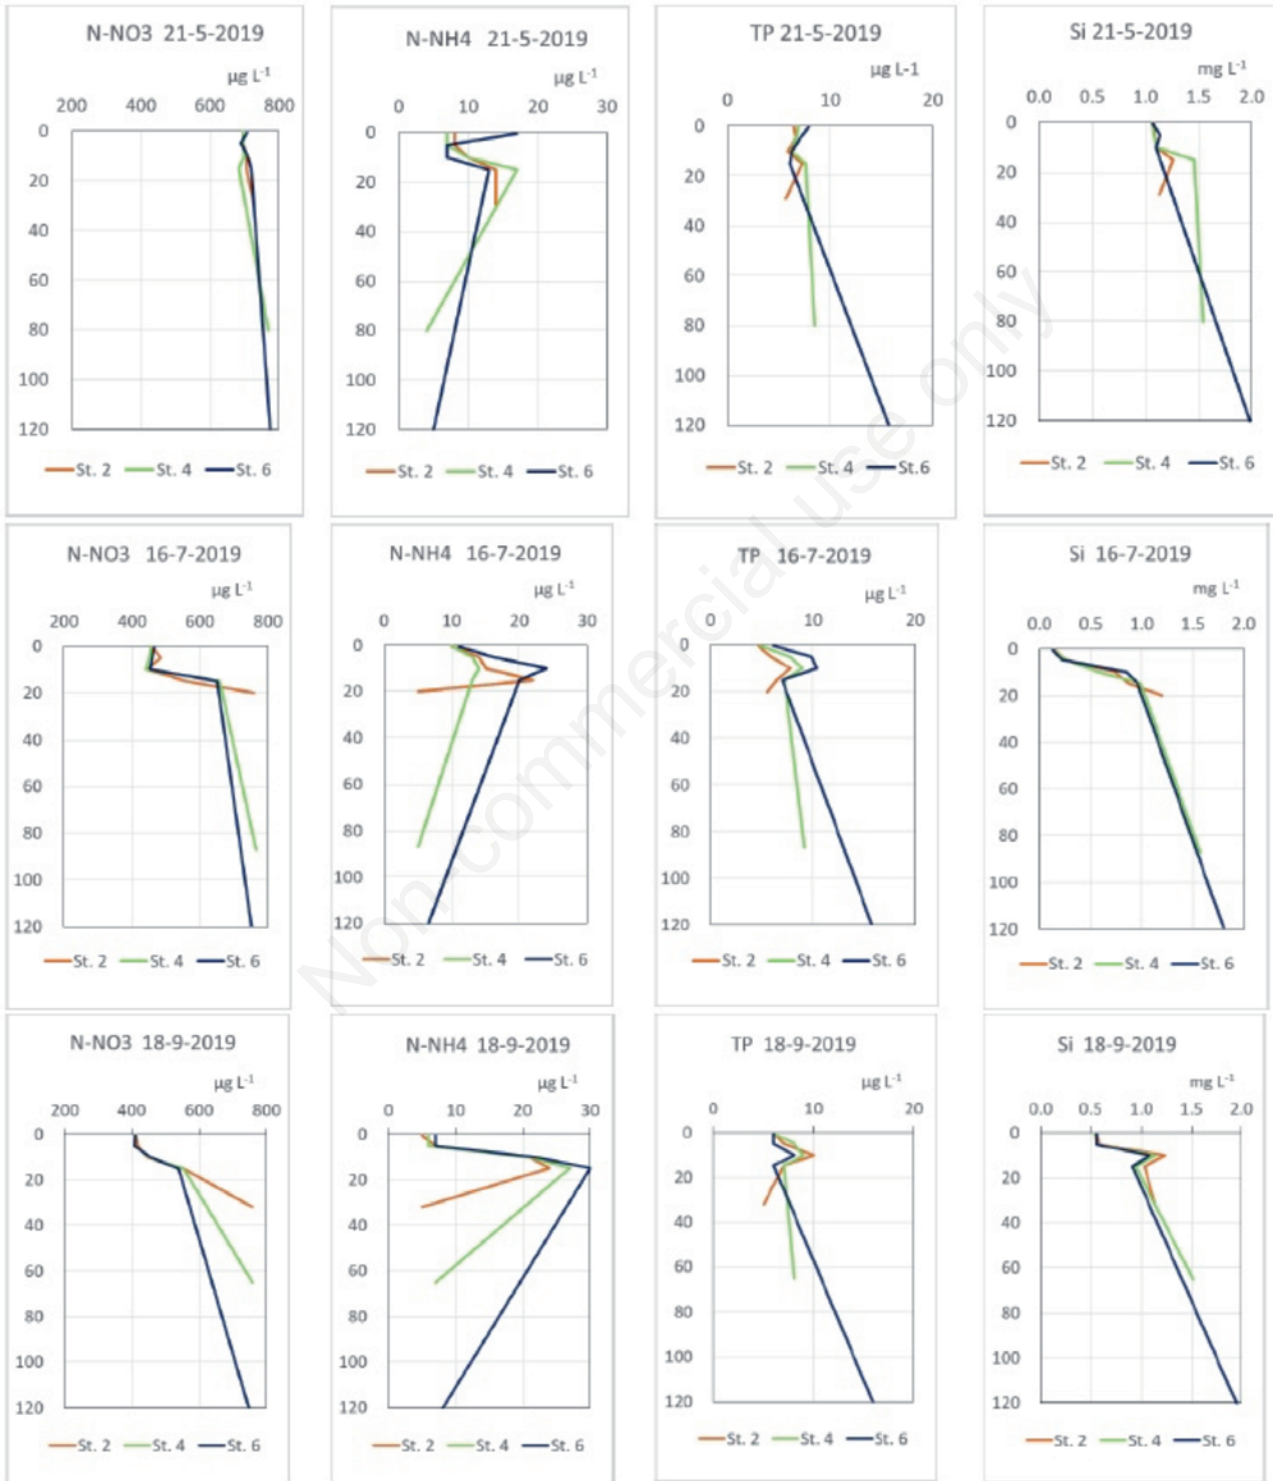 N-NO3 21-5-2019
µg L-1
200 400 600 800
0
20
40
60
80
100
120
St. 2 St. 4 St. 6
N-NH4 21-5-2019
µg L-1
0 10 20 30
0
20
40
60
80
100
120
St. 2 St. 4 St. 6
TP 21-5-2019
µg L-1
0 10 20
0
20
40
60
80
100
120
St. 2 St. 4 St.6
Si 21-5-2019
mg L-1
0.0 0.5 1.0 1.5 2.0
0
20
40
60
80
100
120
St. 2 St. 4 St. 6
N-NO3 16-7-2019
µg L-1
200 400 600 800
0
20
40
60
80
100
120
St. 2 St. 4 St. 6
N-NH4 16-7-2019
µg L-1
0 10 20 30
0
20
40
60
80
100
120
St. 2 St. 4 St. 6
TP 16-7-2019
µg L-1
0 10 20
0
20
40
60
80
100
120
St. 2 St. 4 St. 6
Si 16-7-2019
mg L-1
0.0 0.5 1.0 1.5 2.0
0
20
40
60
80
100
120
St. 2 St. 4 St. 6
N-NO3 18-9-2019
µg L-1
200 400 600 800
0
20
40
60
80
100
120
St. 2 St. 4 St. 6
N-NH4 18-9-2019
µg L-1
0 10 20 30
0
20
40
60
80
100
120
St. 2 St. 4 St. 6
TP 18-9-2019
µg L-1
0 10 20
0
20
40
60
80
100
120
St. 2 St. 4 St. 6
Si 18-9-2019
mg L-1
0.0 0.5 1.0 1.5 2.0
0
20
40
60
80
100
120
St. 2 St. 4 St. 6
Non-commercial use only